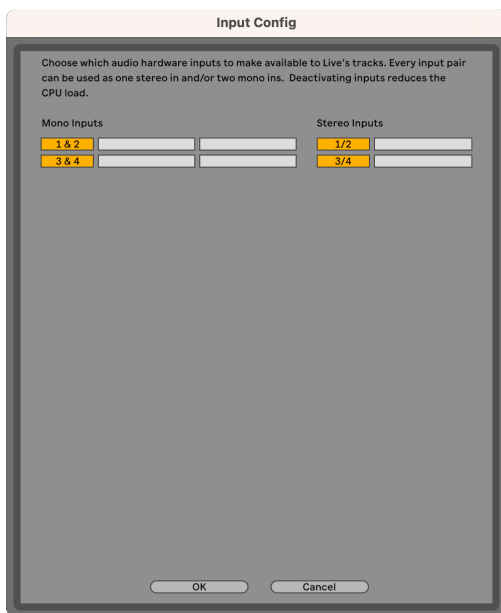 Input Config
Choose which audio hardware inputs to make available to Live's tracks. Every input pair
can be used as one stereo in and/or two mono ins.  Deactivating inputs reduces the
CPU load.
Mono Inputs
Stereo Inputs
1 & 2
1/2
3 & 4
3/4
OK
Cancel